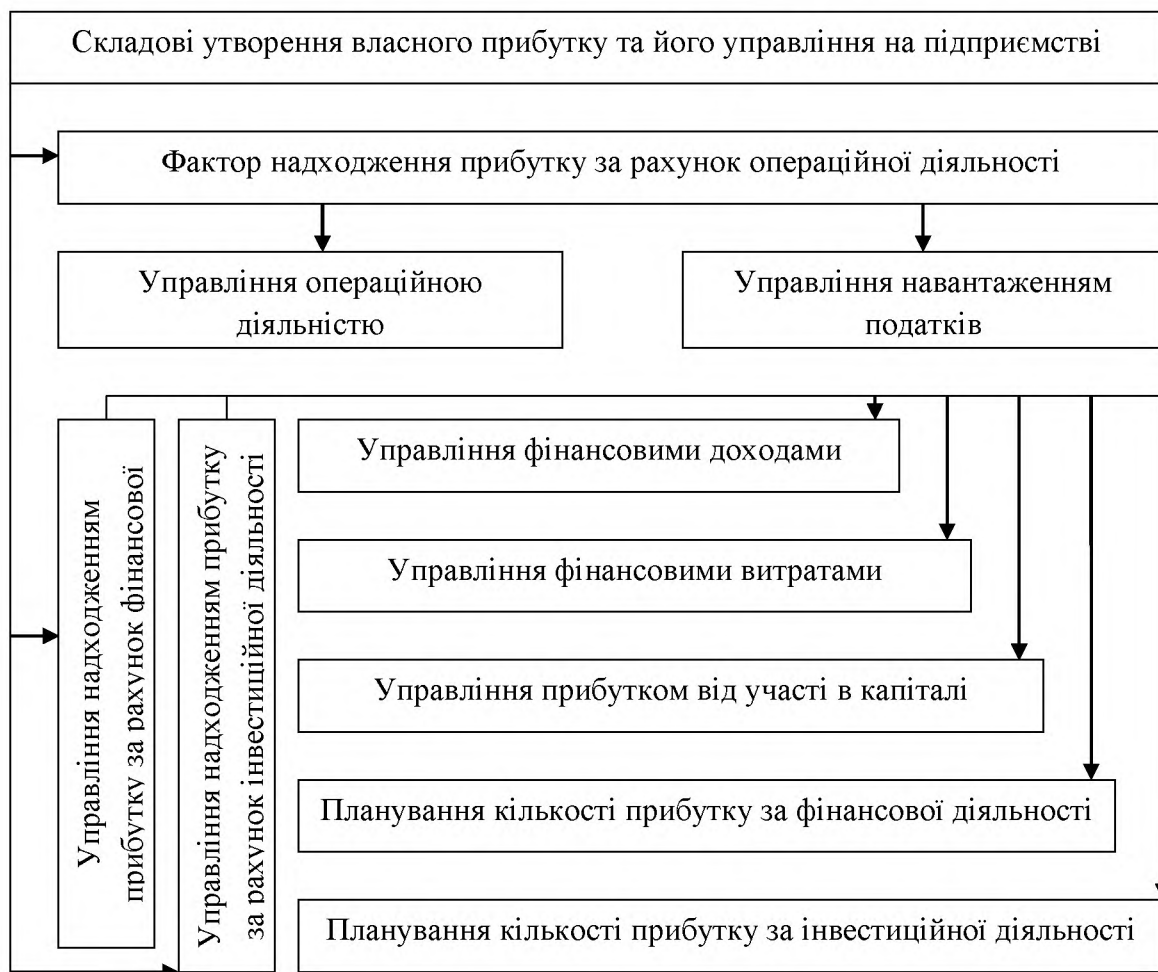 Складові утворення власного прибутку та його управління на підприємстві
Фактор надходження прибутку за рахунок операційної діяльності
Управління операційною
діяльністю
Управління навантаженням
податків
Управління надходженням
прибутку за рахунок фінансової
Управління надходженням прибутку
за рахунок інвестиційної діяльності
Управління фінансовими доходами
Управління фінансовими витратами
Управління прибутком від участі в капіталі
Планування кількості прибутку за фінансової діяльності
Планування кількості прибутку за інвестиційної діяльності